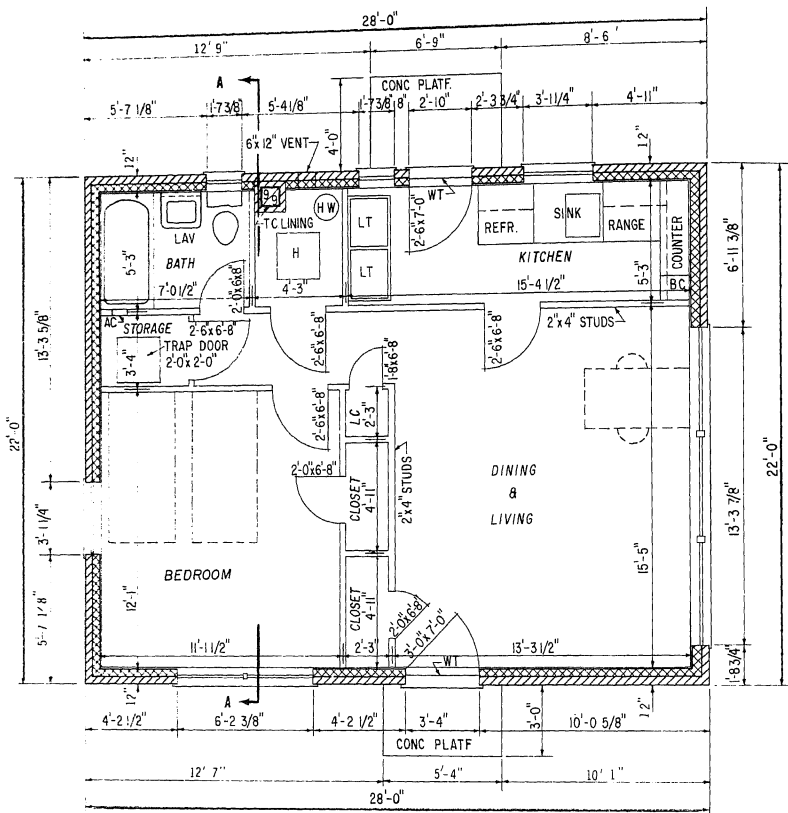 28'-0"
12' 9"
6'-9"
8'-6'
A
CONC PLATF.
5'-7 1/8"
1'-7 3/8"
5'-4 1/8"
1'-7 3/8"
8"
2'-10"
2'-3 3/4"
3'-11 1/4"
4'-11"
4'-0"
6"x12" VENT
12"
12"
WT
9
9
HW
T C LINING
LT
LT
2'-6"x7'-0"
REFR.
SINK
RANGE
COUNTER
LAV
BATH
H
KITCHEN
5'-3"
7'-0 1/2"
2'-0"x6'-8"
4'-3"
15'-4 1/2"
5'-3"
B.C.
6'-11 3/8"
AC
STORAGE
2'-6"x6'-8"
TRAP DOOR
2'-0"x2'-0"
3'-4"
2'-6"x6'-8"
1'-8x6'-8
2'-6"x6'-8"
2"x4" STUDS
13'-3 5/8"
22'-0"
2'-6"x6'-8"
LC
2'-3"
2'-0"x6'-8"
2"x4" STUDS
DINING
&
LIVING
22'-0"
13'-3 7/8"
3'-11 1/4"
CLOSET
4'-11"
15'-5"
BEDROOM
12'-1"
CLOSET
4'-11"
2'-0"x6'-8"
3'-0"x7'-0"
11'-1 1/2"
2'-3"
13'-3 1/2"
5'-7 1/8"
1'-8 3/4"
WT
12"
A
12"
4'-2 1/2"
6'-2 3/8"
4'-2 1/2"
3'-4"
3'-0"
10'-0 5/8"
CONC PLATF
12' 7"
5'-4"
10' 1"
28'-0"